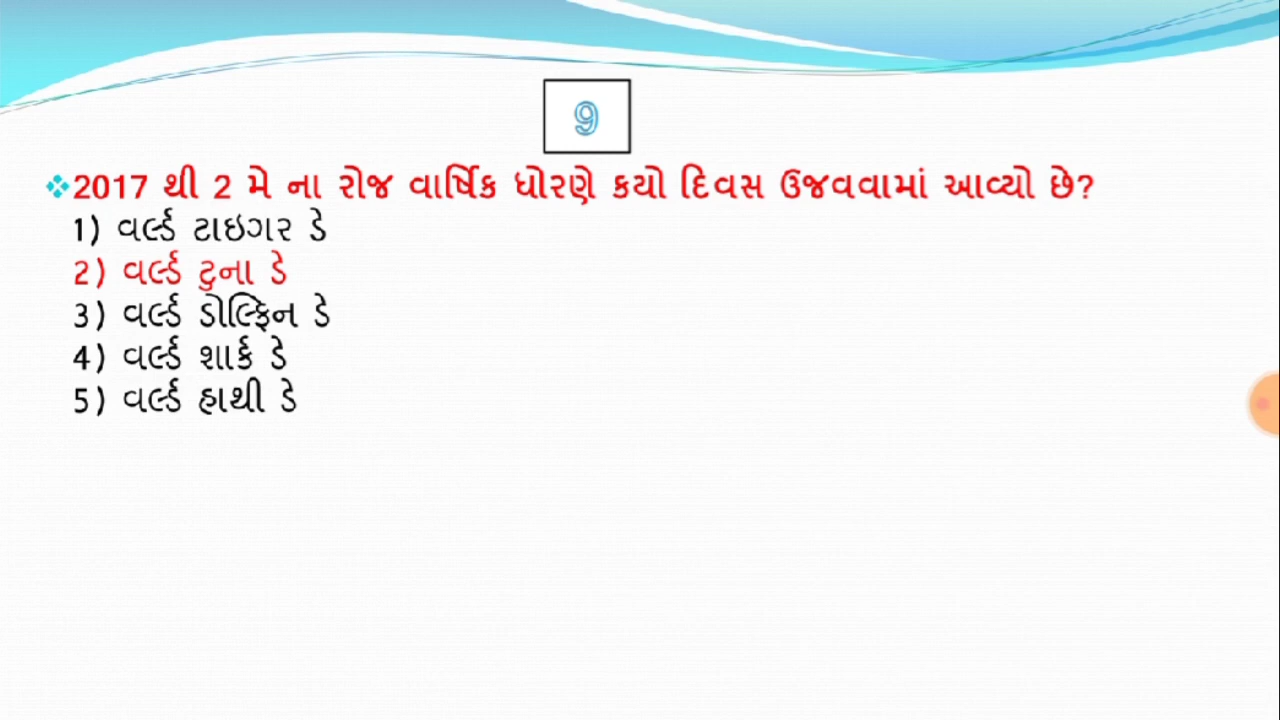 9
❖2017 થી 2 મે ના રોજ વાર્ષિક ધોરણે કયો દિવસ ઉજવવામાં આવ્યો છે?
1) વર્લ્ડ ટાઇગર ડે
2) વર્લ્ડ ટુના ડે
3) વર્લ્ડ ડોલ્ફિન ડે
4) વર્લ્ડ શાર્ક ડે
5) વર્લ્ડ હાથી ડે